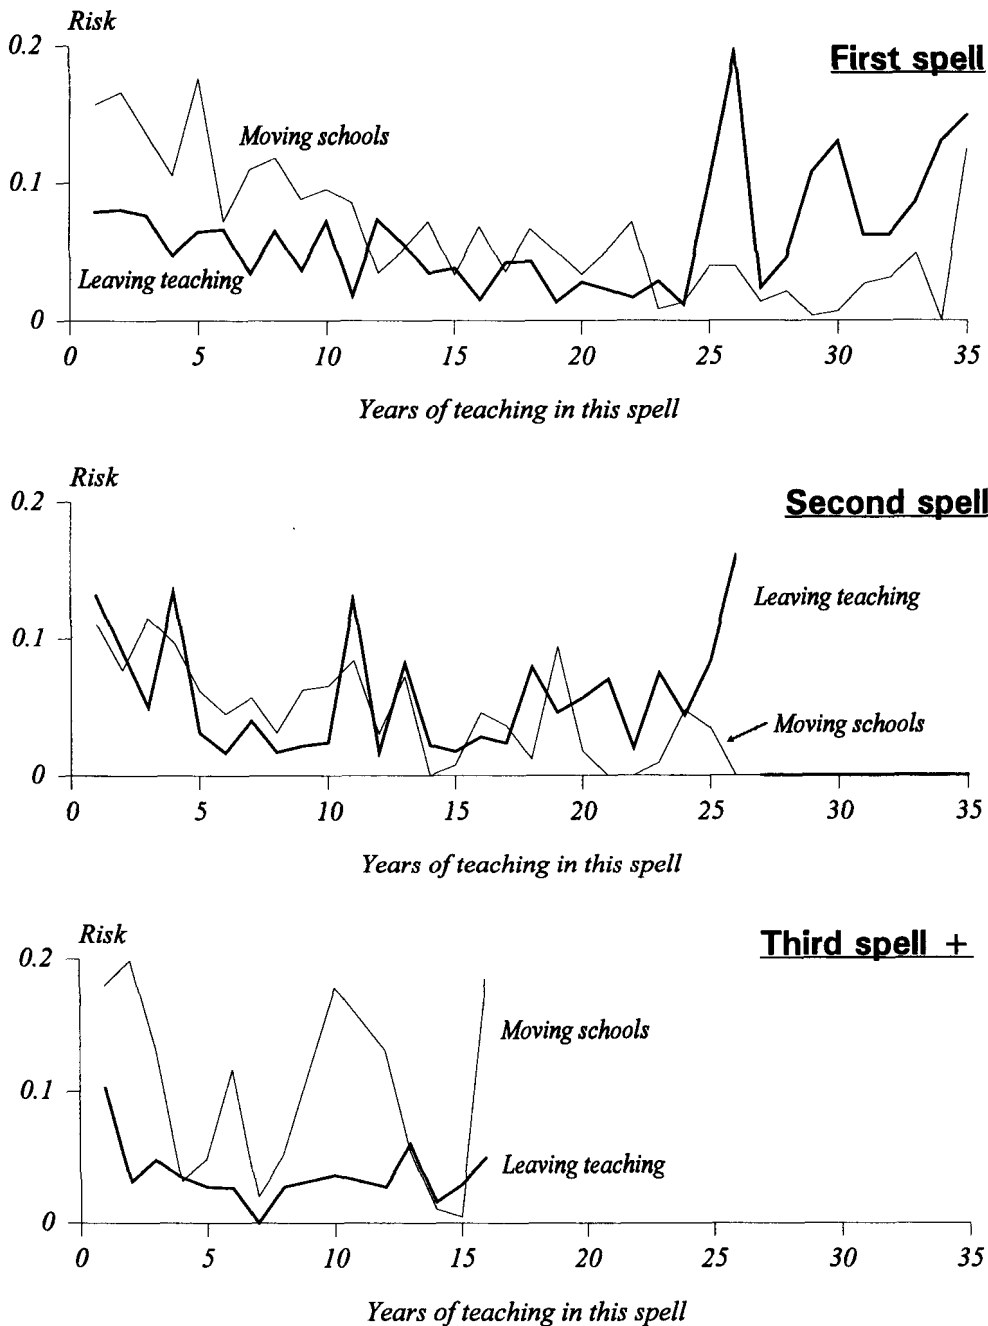 Risk
0.2
First spell
Moving schools
0.1
Leaving teaching
0
0 5 10 15 20 25 30 35
Years of teaching in this spell
Risk
0.2
Second spell
Leaving teaching
0.1
Moving schools
0
0 5 10 15 20 25 30 35
Years of teaching in this spell
Risk
Third spell +
0.2
Moving schools
0.1
Leaving teaching
0
0 5 10 15 20 25 30 35
Years of teaching in this spell